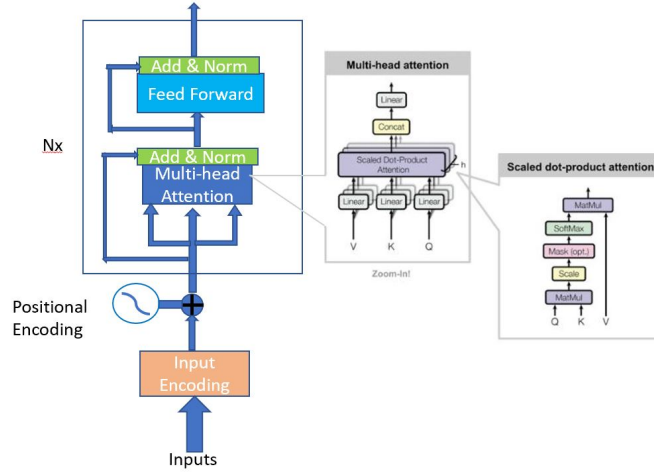 Add & Norm
Feed Forward
Nx
Add & Norm
Multi-head
Attention
Positional
Encoding
Input
Encoding
Inputs
Multi-head attention
Linear
Concat
Scaled Dot-Product
Attention
h
Linear
Linear
Linear
V
K
Q
Zoom-In!
Scaled dot-product attention
MatMul
SoftMax
Mask (opt.)
Scale
MatMul
Q
K
V